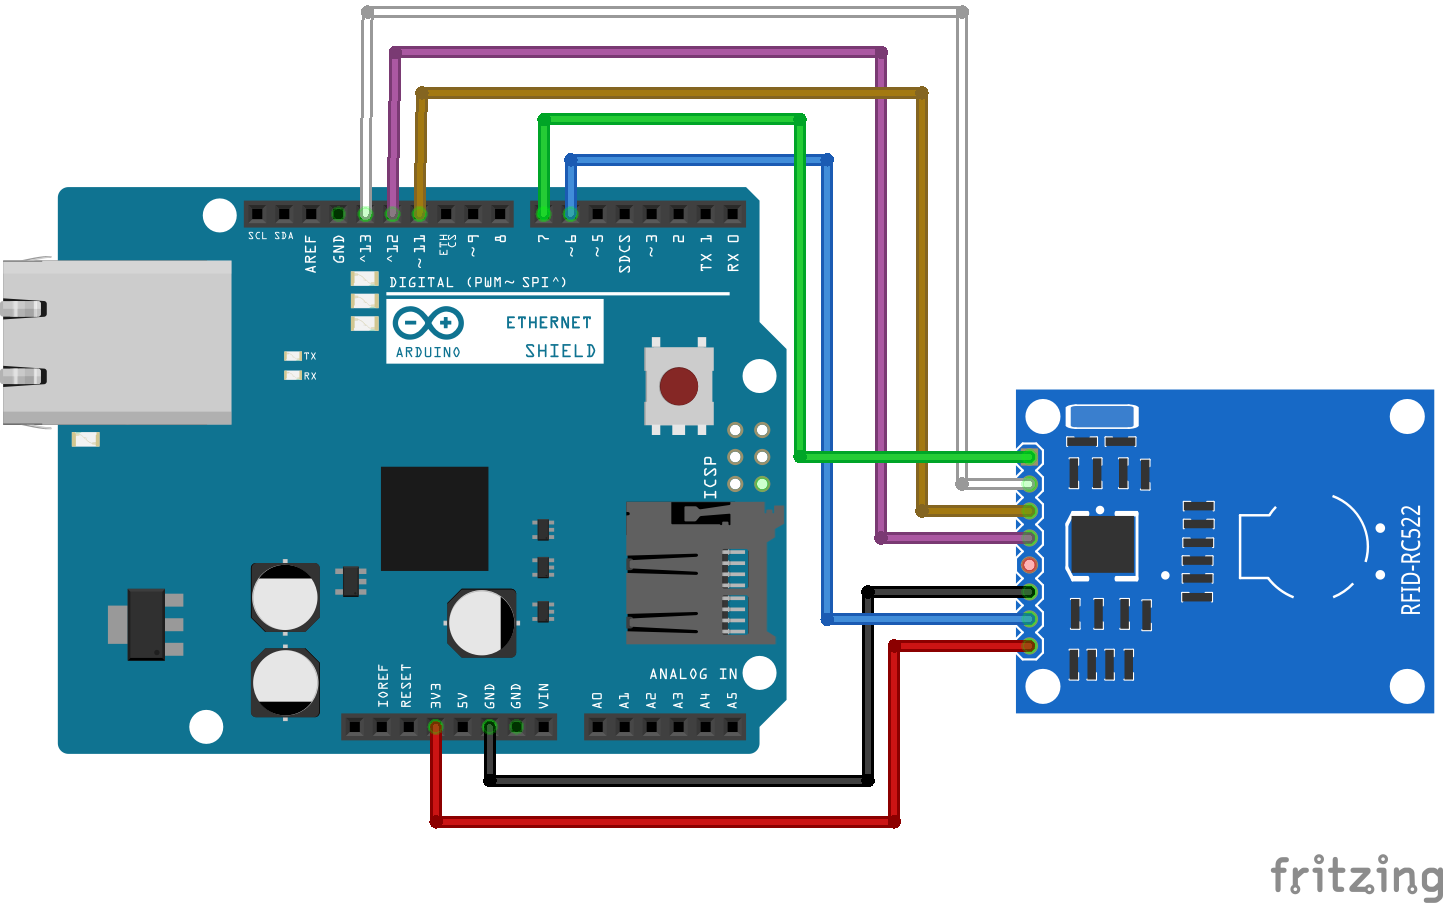 SCL SDA
AREF
GND
^13
^12
~11
ETH
CS
~9
8
7
~6
~5
SDCS
~3
2
TX 1
RX 0
DIGITAL (PWM~ SPI^)
ETHERNET
ARDUINO
SHIELD
TX
RX
ICSP
RFID-RC522
ANALOG IN
IOREF
RESET
3V3
5V
GND
GND
VIN
A0
A1
A2
A3
A4
A5
fritzing